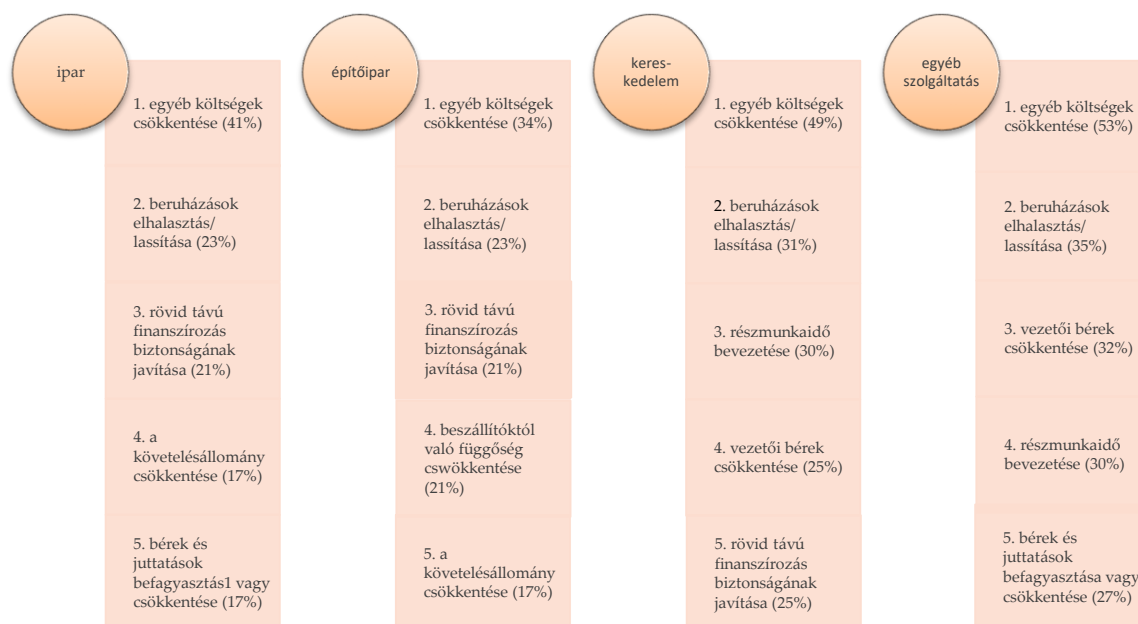 ipar
1. egyéb költségek
csökkentése (41%)
2. beruházások
elhalasztás/
lassítása (23%)
3. rövid távú
finanszírozás
biztonságának
javítása (21%)
4. a
követelésállomány
csökkentése (17%)
5. bérek és
juttatások
befagyasztás1 vagy
csökkentése (17%)
építőipar
1. egyéb költségek
csökkentése (34%)
2. beruházások
elhalasztás/
lassítása (23%)
3. rövid távú
finanszírozás
biztonságának
javítása (21%)
4. beszállítóktól
való függőség
cswökkentése
(21%)
5. a
követelésállomány
csökkentése (17%)
keres-
kedelem
1. egyéb költségek
csökkentése (49%)
2. beruházások
elhalasztás/
lassítása (31%)
3. részmunkaidő
bevezetése (30%)
4. vezetői bérek
csökkentése (25%)
5. rövid távú
finanszírozás
biztonságának
javítása (25%)
egyéb
szolgáltatás
1. egyéb költségek
csökkentése (53%)
2. beruházások
elhalasztás/
lassítása (35%)
3. vezetői bérek
csökkentése (32%)
4. részmunkaidő
bevezetése (30%)
5. bérek és
juttatások
befagyasztása vagy
csökkentése (27%)